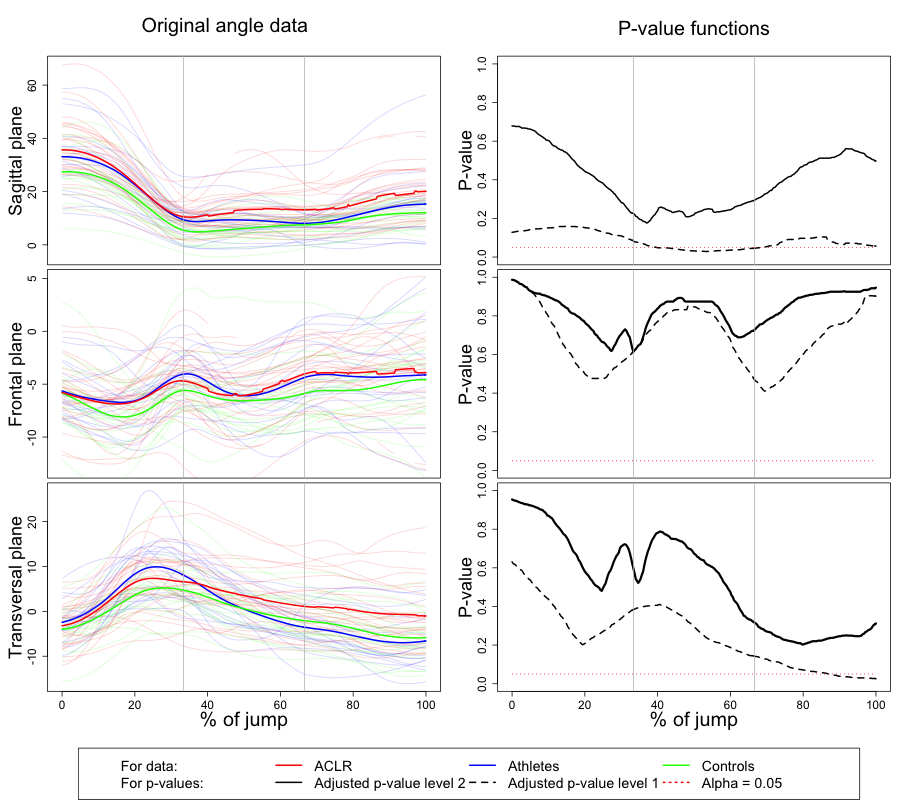 Original angle data
P-value functions
Sagittal plane
0 20 40 60
P-value
0.0 0.2 0.4 0.6 0.8 1.0
Frontal plane
-10 -5 0 5
P-value
0.0 0.2 0.4 0.6 0.8 1.0
Transversal plane
-10 0 10 20
P-value
0.0 0.2 0.4 0.6 0.8 1.0
0 20 40 60 80 100
0 20 40 60 80 100
% of jump
% of jump
For data: ACLR Athletes Controls
For p-values: Adjusted p-value level 2 Adjusted p-value level 1 Alpha = 0.05